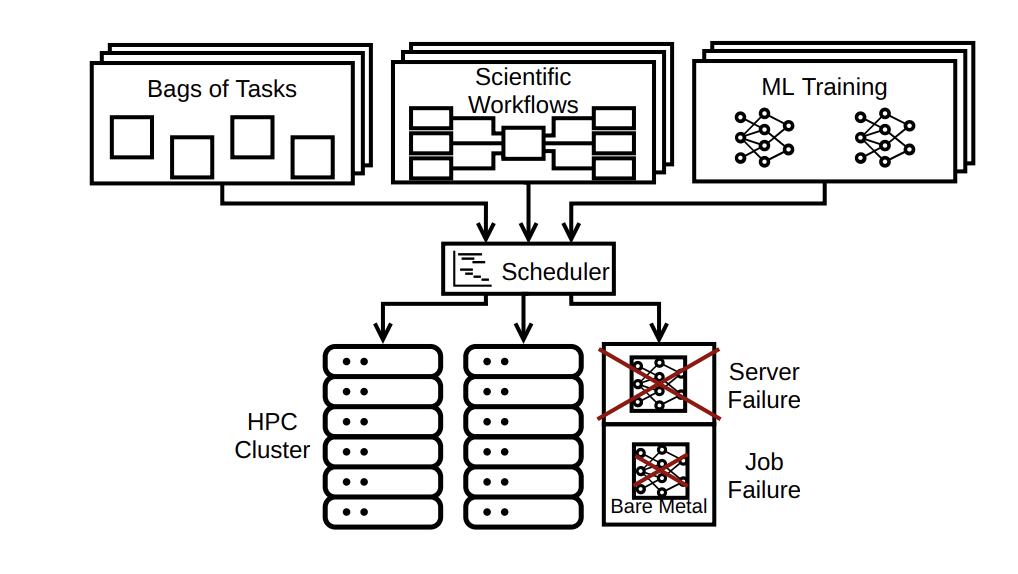 Bags of Tasks
Scientific
Workflows
ML Training
Scheduler
HPC
Cluster
Server
Failure
Job
Failure
Bare Metal